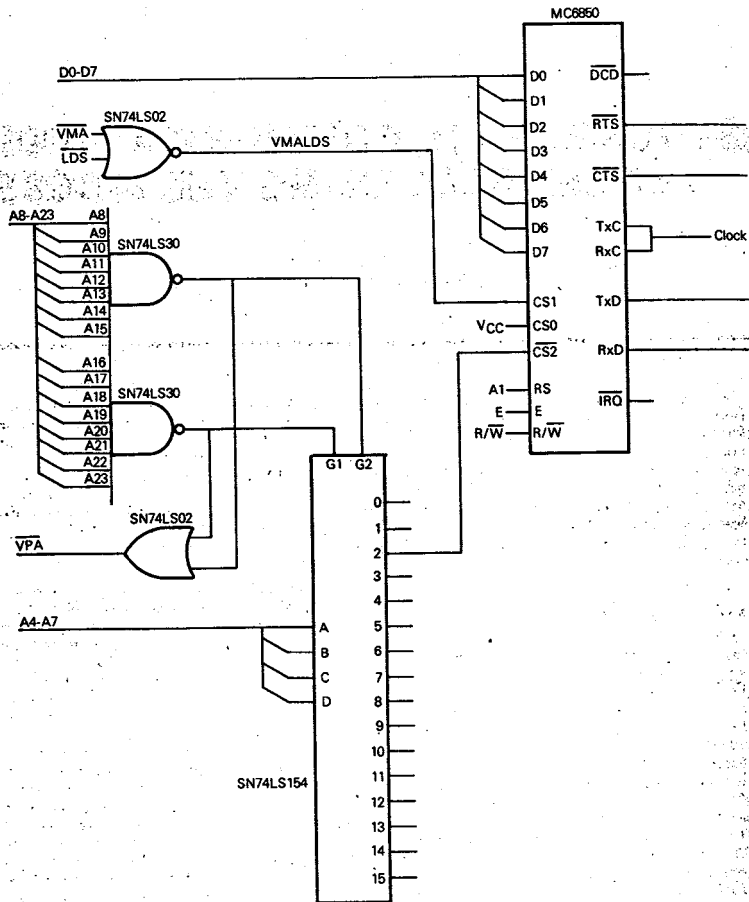 MC6850
D0-D7
D0
D1
D2
D3
D4
D5
D6
D7
CS1
VCC
CS0
CS2
A1
RS
E
E
R/W
R/W
DCD
RTS
CTS
TxC
RxC
Clock
TxD
RxD
IRQ
SN74LS02
VMA
LDS
VMALDS
A8-A23
A8
A9
A10
A11
A12
A13
A14
A15
SN74LS30
A16
A17
A18
A19
A20
A21
A22
A23
SN74LS30
G1 G2
SN74LS02
VPA
A4-A7
A
B
C
D
SN74LS154
0
1
2
3
4
5
6
7
8
9
10
11
12
13
14
15